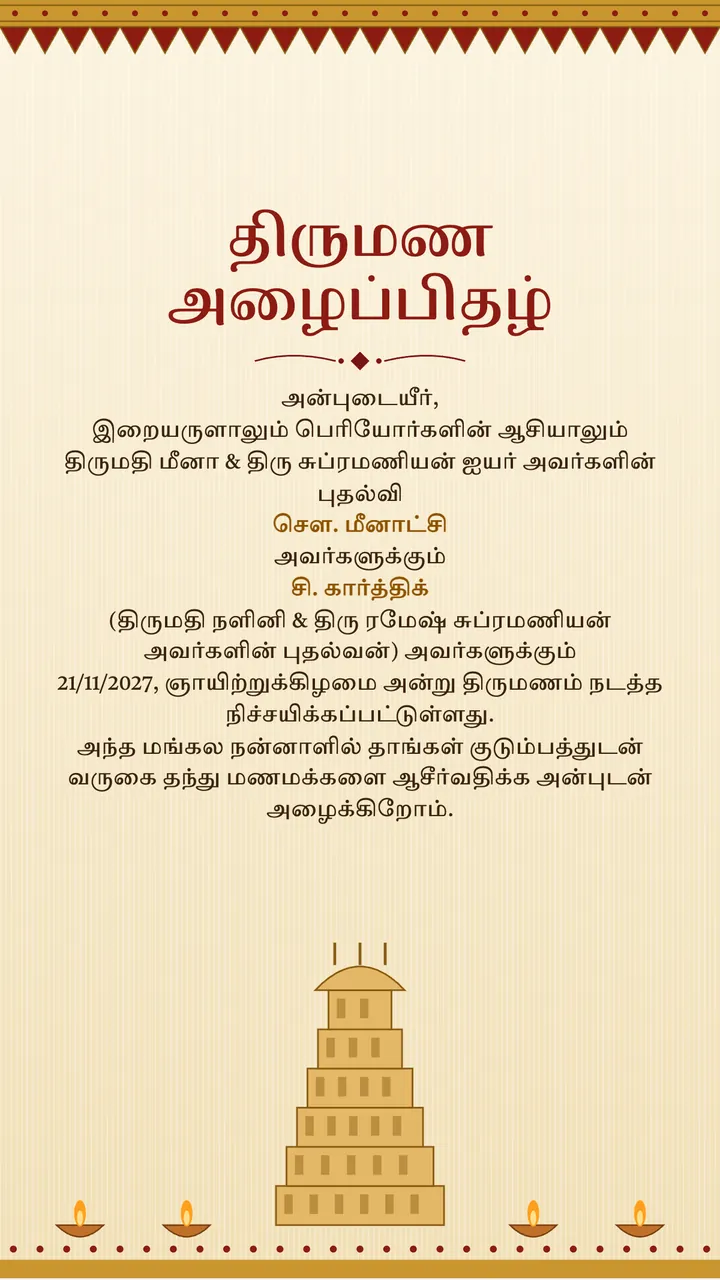 திருமண
அழைப்பிதழ்
அன்புடையீர்,
இறையருளாலும் பெரியோர்களின் ஆசியாலும்
திருமதி மீனா & திரு சுப்ரமணியன் ஐயர் அவர்களின்
புதல்வி
சௌ. மீனாட்சி
அவர்களுக்கும்
சி. கார்த்திக்
(திருமதி நளினி & திரு ரமேஷ் சுப்ரமணியன்
அவர்களின் புதல்வன்) அவர்களுக்கும்
21/11/2027, ஞாயிற்றுக்கிழமை அன்று திருமணம் நடத்த
நிச்சயிக்கப்பட்டுள்ளது.
அந்த மங்கல நன்னாளில் தாங்கள் குடும்பத்துடன்
வருகை தந்து மணமக்களை ஆசீர்வதிக்க அன்புடன்
அழைக்கிறோம்.